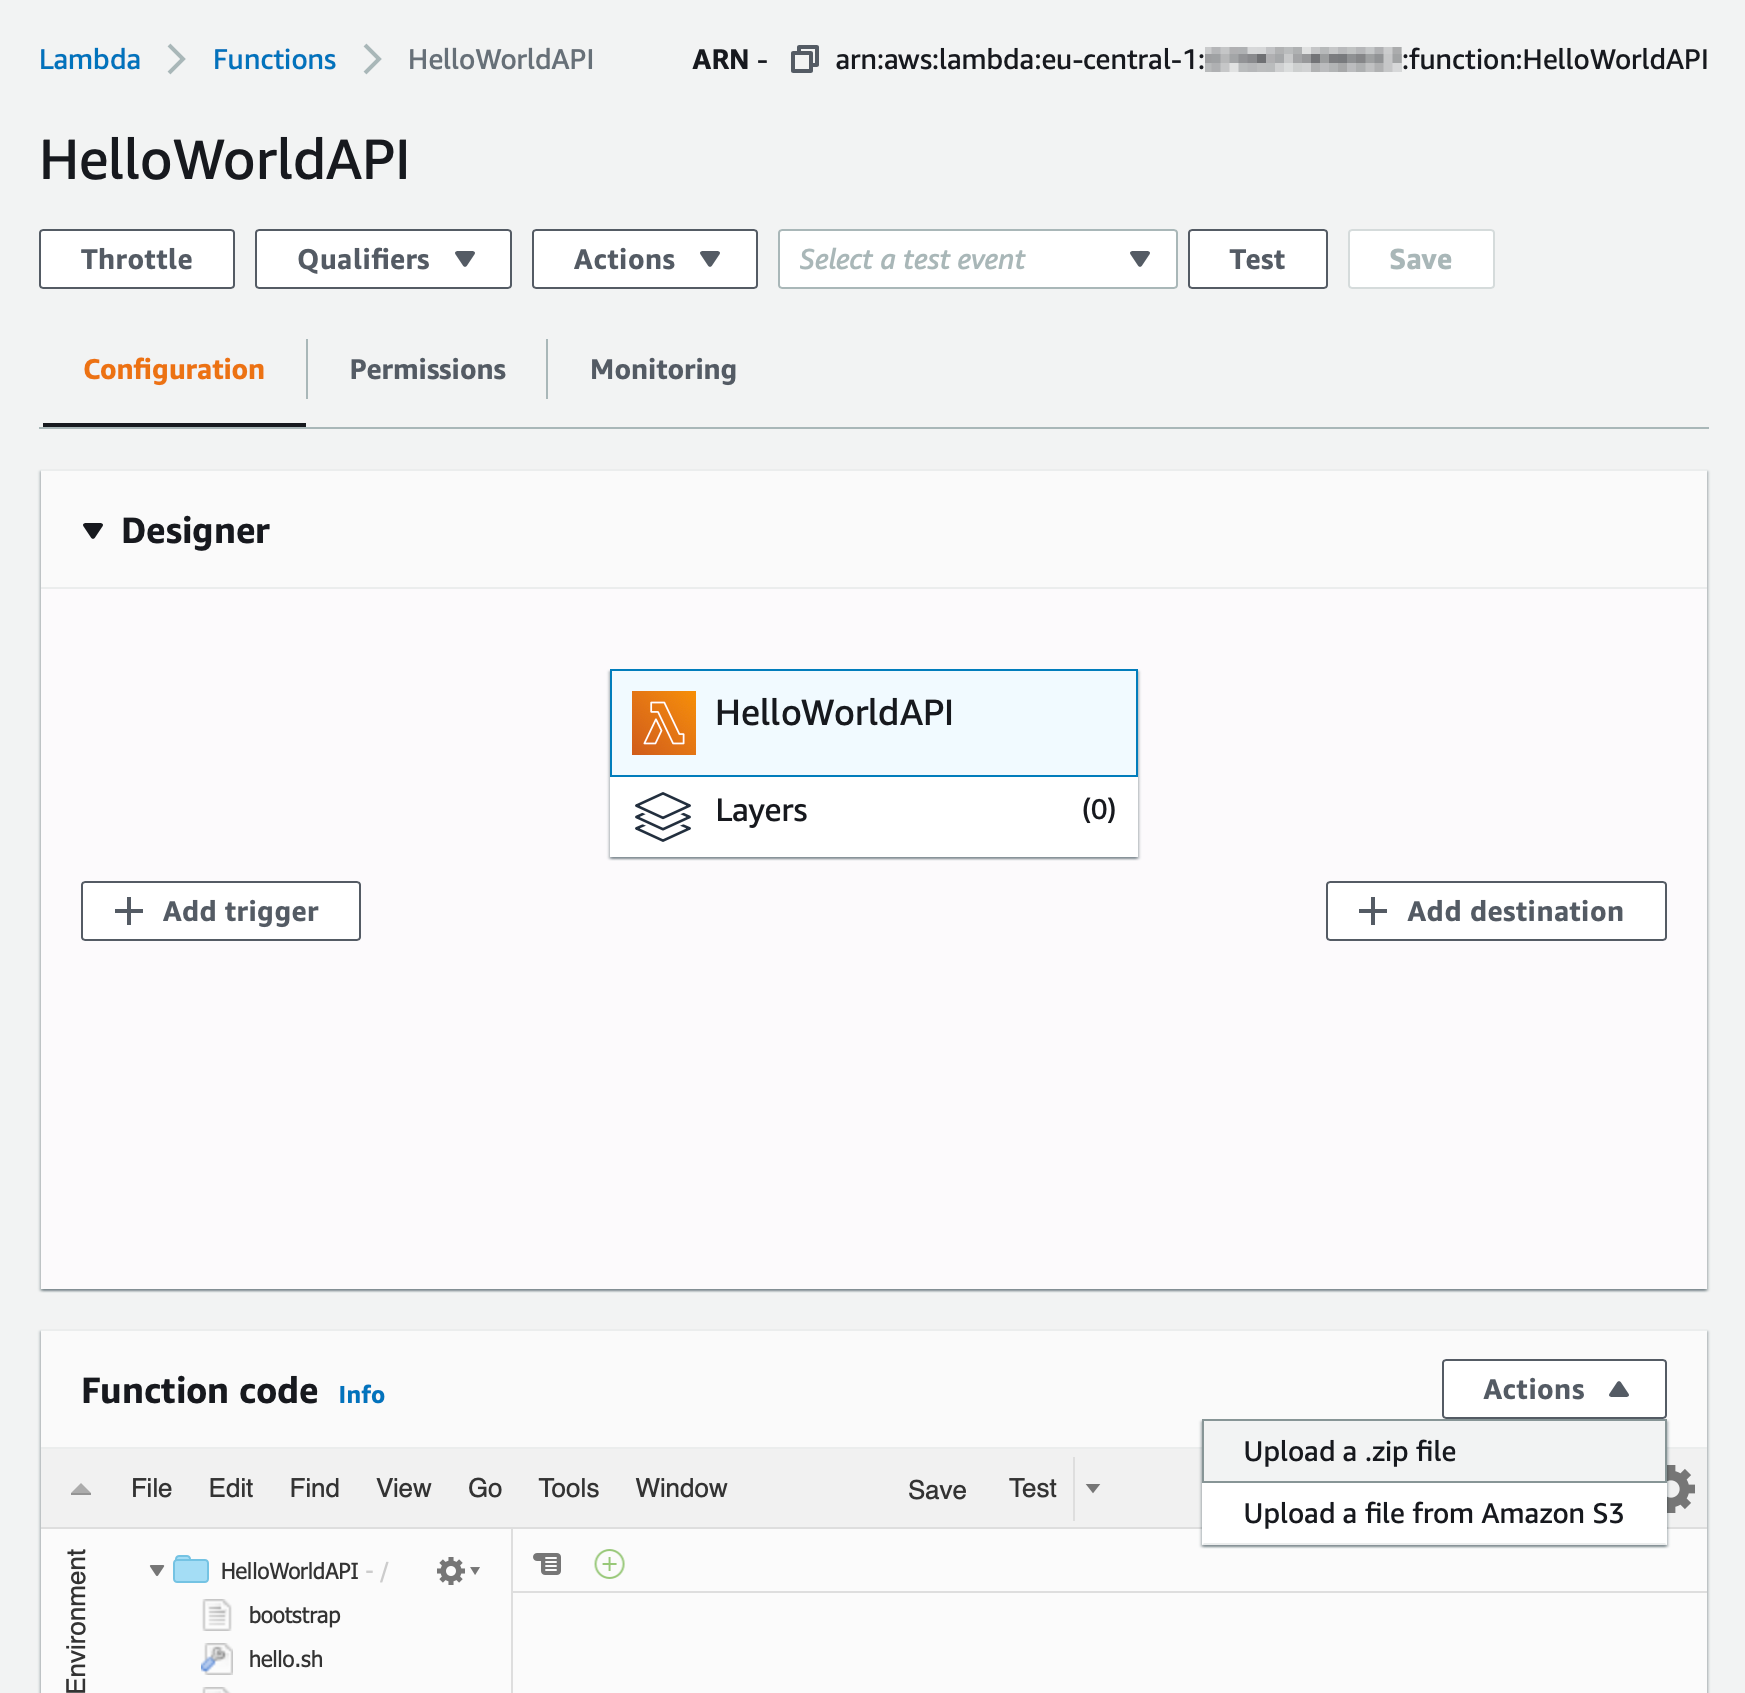 Lambda Functions HelloWorldAPI ARN - arn:aws:lambda:eu-central-1: :function:HelloWorldAPI
HelloWorldAPI
Throttle Qualifiers Actions Select a test event Test Save
Configuration Permissions Monitoring
Designer
HelloWorldAPI
Layers (0)
+ Add trigger + Add destination
Function code Info Actions
Upload a .zip file
File Edit Find View Go Tools Window Save Test
Upload a file from Amazon S3
Environment
HelloWorldAPI - /
bootstrap
hello.sh